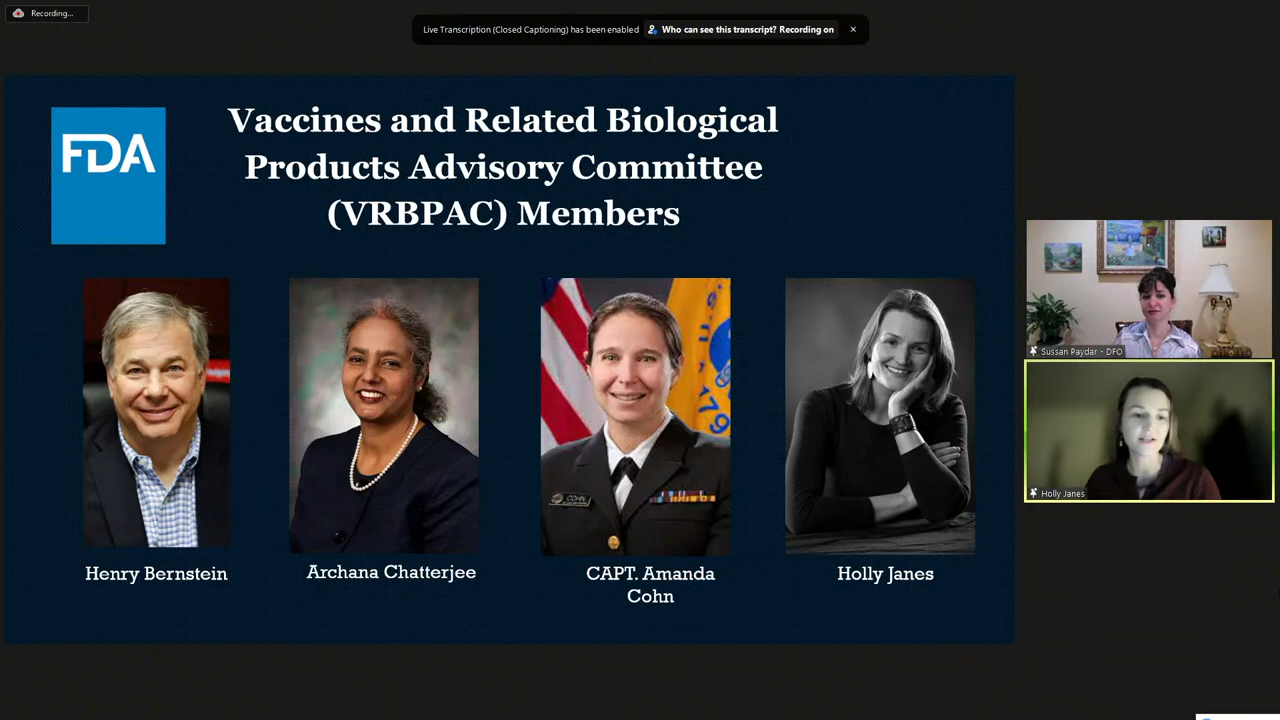 Recording...
Live Transcription (Closed Captioning) has been enabled
Who can see this transcript? Recording on
FDA
Vaccines and Related Biological
Products Advisory Committee
(VRBPAC) Members
COHN
Henry Bernstein
Archana Chatterjee
CAPT. Amanda
Cohn
Holly Janes
Sussan Paydar - DFO
Holly Janes